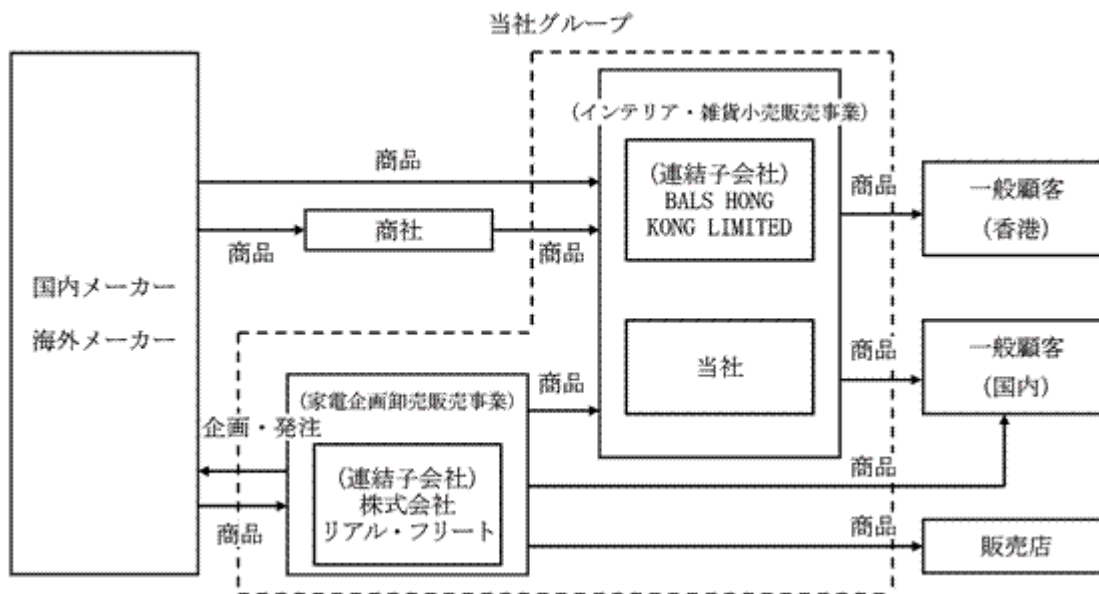 当社グループ
(インテリア・雑貨小売販売事業)
商品
(連結子会社)
BALS HONG
KONG LIMITED
商品
一般顧客
(香港)
商社
商品
商品
国内メーカー
海外メーカー
当社
商品
一般顧客
(国内)
商品
(家電企画卸売販売事業)
企画・発注
(連結子会社)
株式会社
リアル・フリート
商品
商品
商品
販売店